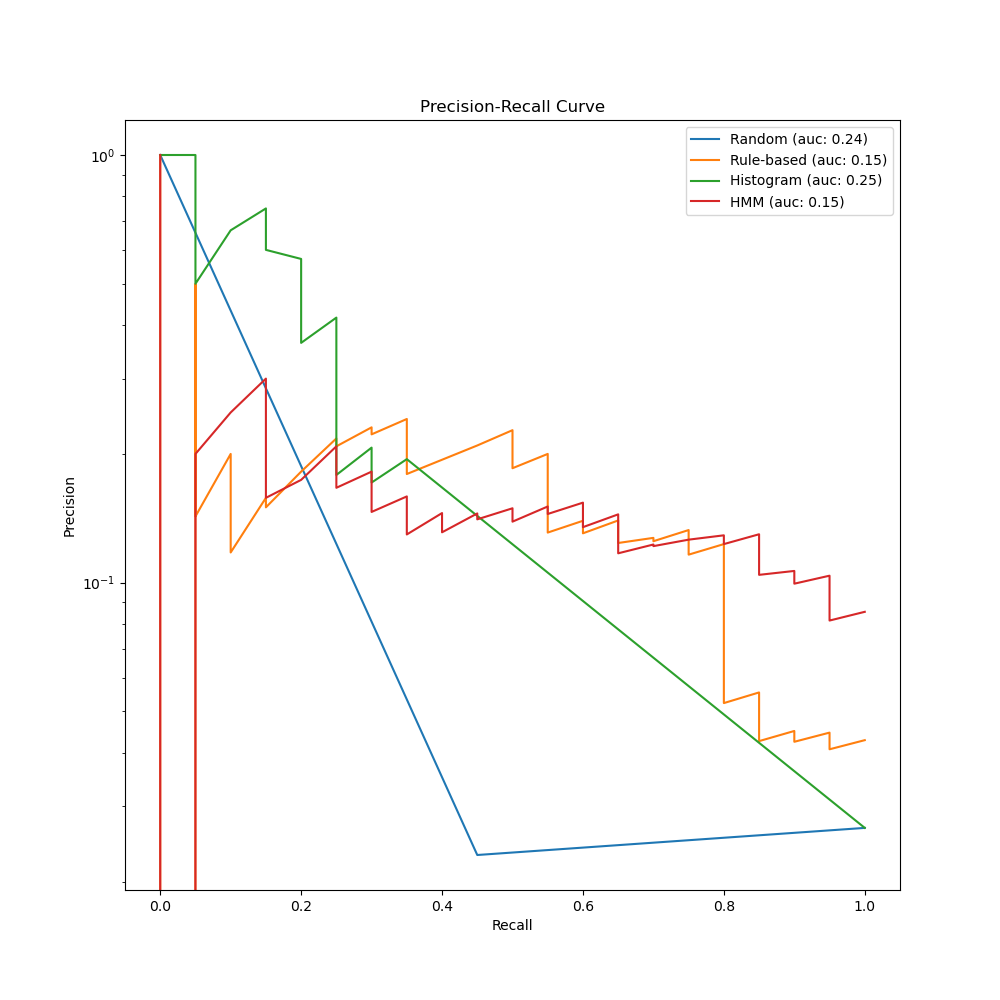 Precision-Recall Curve
Random (auc: 0.24)
Rule-based (auc: 0.15)
Histogram (auc: 0.25)
HMM (auc: 0.15)
10⁰
10⁻¹
Precision
0.0 0.2 0.4 0.6 0.8 1.0
Recall